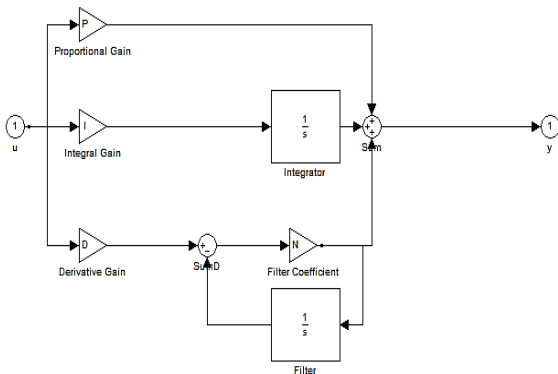 P
Proportional Gain
1
u
I
Integral Gain
1
s
Integrator
+
+
+
Sum
1
y
D
Derivative Gain
+
−
SumD
N
Filter Coefficient
1
s
Filter